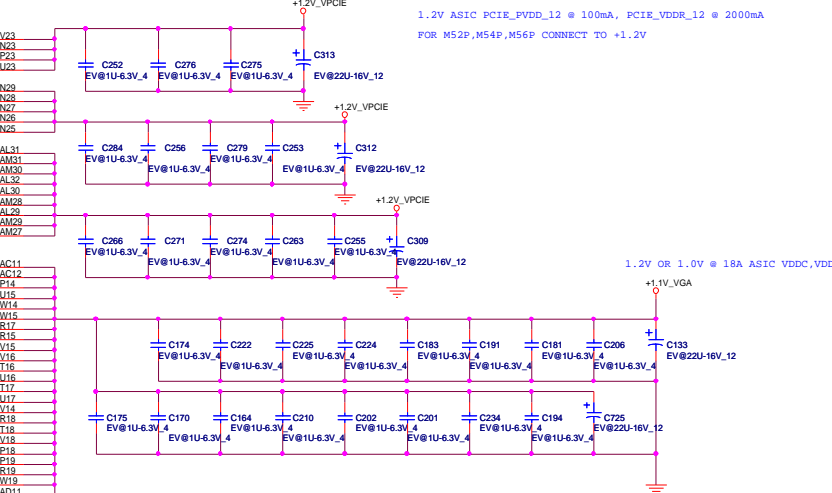 +1.2V_VPCIE
1.2V ASIC PCIE_PVDD_12 @ 100mA, PCIE_VDDR_12 @ 2000mA
FOR M52P,M54P,M56P CONNECT TO +1.2V
V23
N23
P23
U23
C252
EV@1U-6.3V_4
C276
EV@1U-6.3V_4
C275
EV@1U-6.3V_4
C313
EV@22U-16V_12
N29
N28
N27
N26
N25
+1.2V_VPCIE
C284
EV@1U-6.3V_4
C256
EV@1U-6.3V_4
C279
EV@1U-6.3V_4
C253
EV@1U-6.3V_4
C312
EV@22U-16V_12
AL31
AM31
AM30
AL32
AL30
AM28
AL29
AM29
AM27
+1.2V_VPCIE
C266
EV@1U-6.3V_4
C271
EV@1U-6.3V_4
C274
EV@1U-6.3V_4
C263
EV@1U-6.3V_4
C255
EV@1U-6.3V_4
C309
EV@22U-16V_12
1.2V OR 1.0V @ 18A ASIC VDDC,VDD
+1.1V_VGA
AC11
AC12
P14
U15
W14
W15
R17
R15
V15
V16
T16
U16
T17
U17
V14
R18
T18
V18
P18
P19
R19
W19
AD11
C174
EV@1U-6.3V_4
C222
EV@1U-6.3V_4
C225
EV@1U-6.3V_4
C224
EV@1U-6.3V_4
C183
EV@1U-6.3V_4
C191
EV@1U-6.3V_4
C181
EV@1U-6.3V_4
C206
EV@1U-6.3V_4
C133
EV@22U-16V_12
C175
EV@1U-6.3V_4
C170
EV@1U-6.3V_4
C164
EV@1U-6.3V_4
C210
EV@1U-6.3V_4
C202
EV@1U-6.3V_4
C201
EV@1U-6.3V_4
C234
EV@1U-6.3V_4
C194
EV@1U-6.3V_4
C725
EV@22U-16V_12